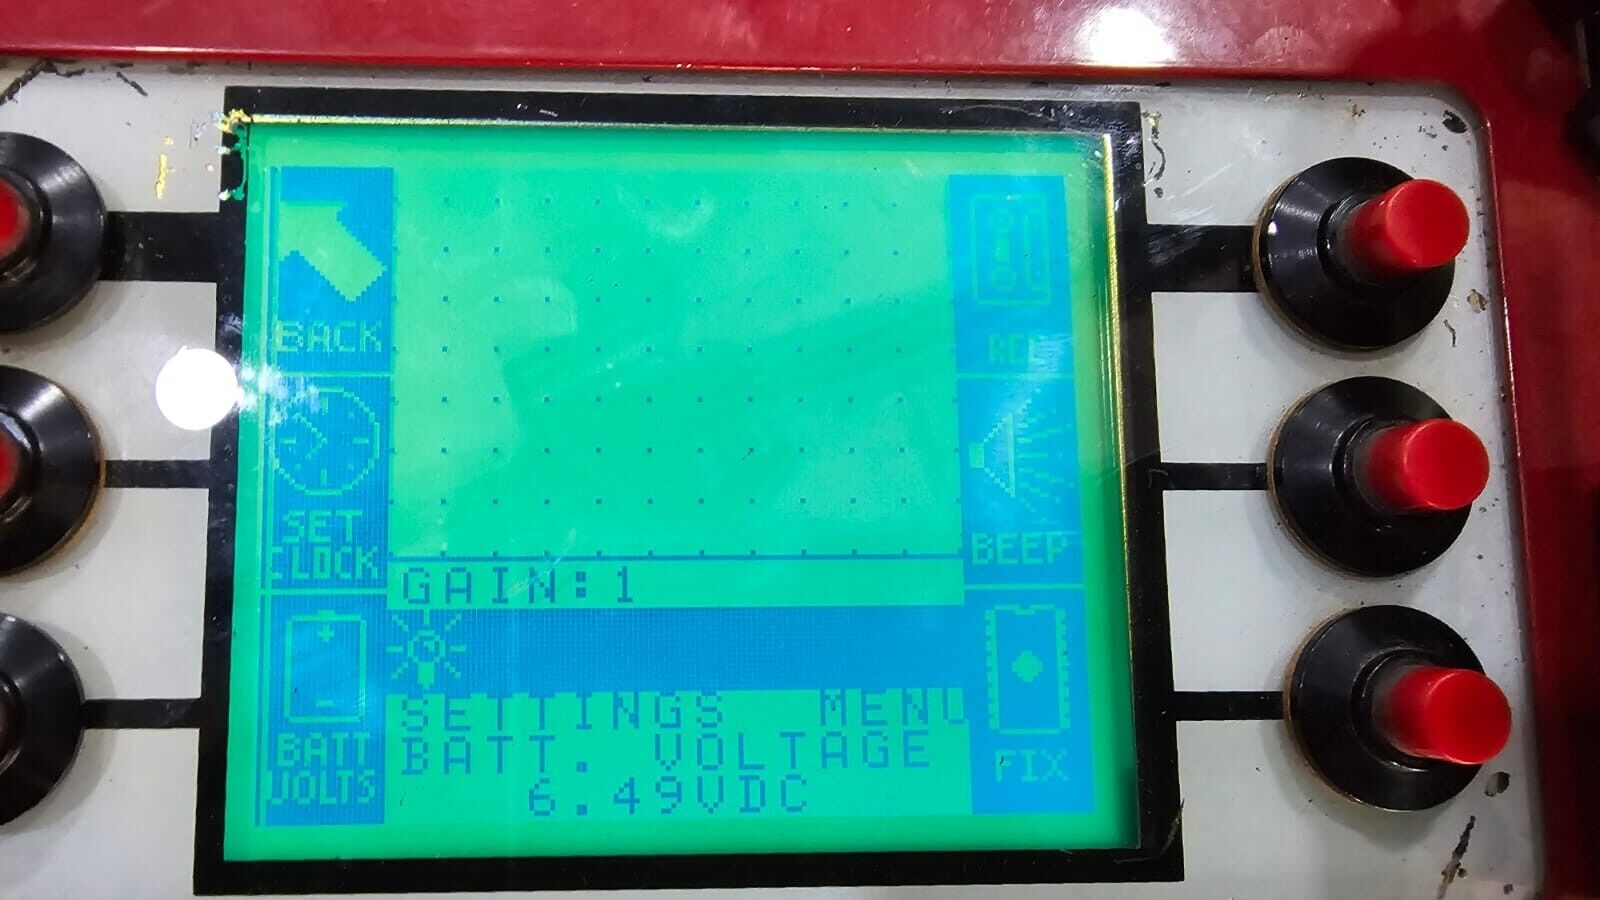 BACK
SET
CLOCK
BATT
VOLTS
GAIN:1
SETTINGS MENU
BATT. VOLTAGE
6.49VDC
BEEP
FIX